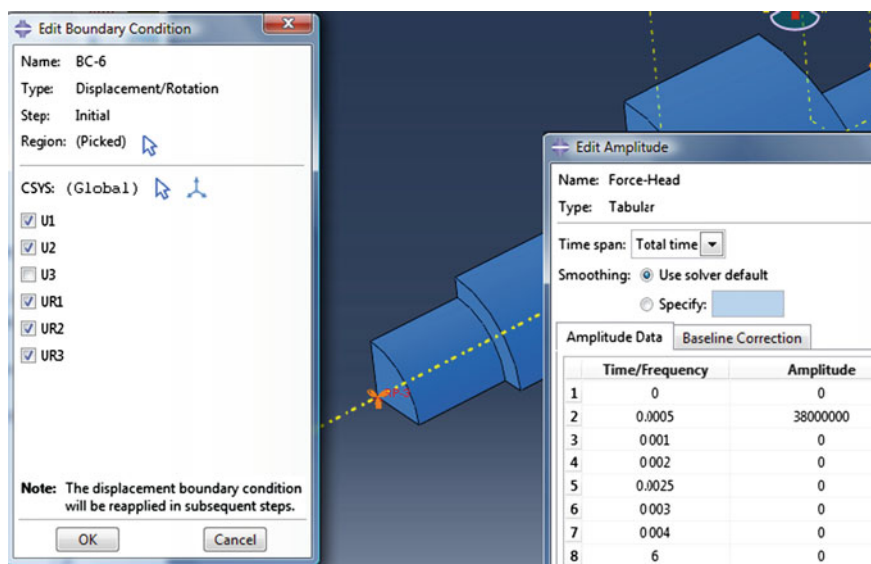 Edit Boundary Condition
Name: BC-6
Type: Displacement/Rotation
Step: Initial
Region: (Picked)
CSYS: (Global)
U1
U2
U3
UR1
UR2
UR3
Note: The displacement boundary condition
will be reapplied in subsequent steps.
OK Cancel
Edit Amplitude
Name: Force-Head
Type: Tabular
Time span: Total time
Smoothing: Use solver default
Specify:
Amplitude Data Baseline Correction
Time/Frequency Amplitude
1 0 0
2 0.0005 38000000
3 0.001 0
4 0.002 0
5 0.0025 0
6 0.003 0
7 0.004 0
8 6 0